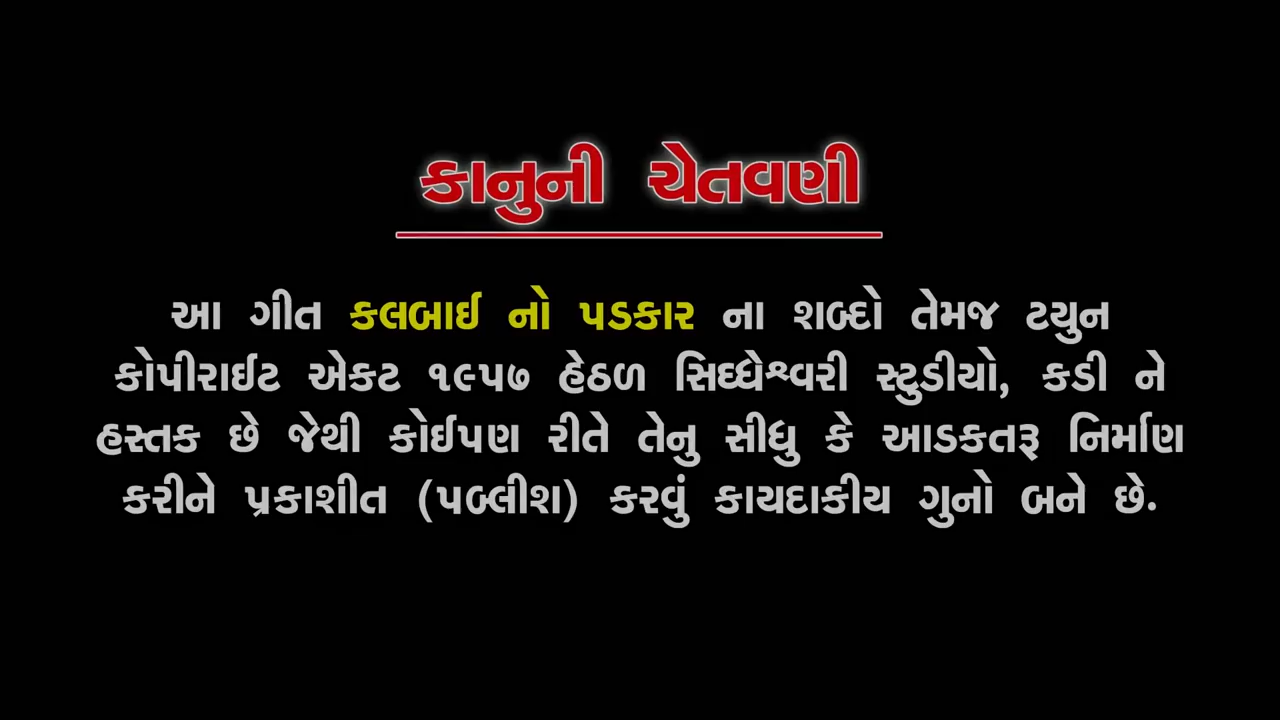 કાનુની ચેતવણી
આ ગીત કલબાઈ નો પડકાર ના શબ્દો તેમજ ટયુન
કોપીરાઈટ એકટ ૧૯૫૭ હેઠળ સિધ્ધેશ્વરી સ્ટુડીયો, કડી ને
હસ્તક છે જેથી કોઈપણ રીતે તેનુ સીધુ કે આડકતરૂ નિર્માણ
કરીને પ્રકાશીત (પબ્લીશ) કરવું કાયદાકીય ગુનો બને છે.